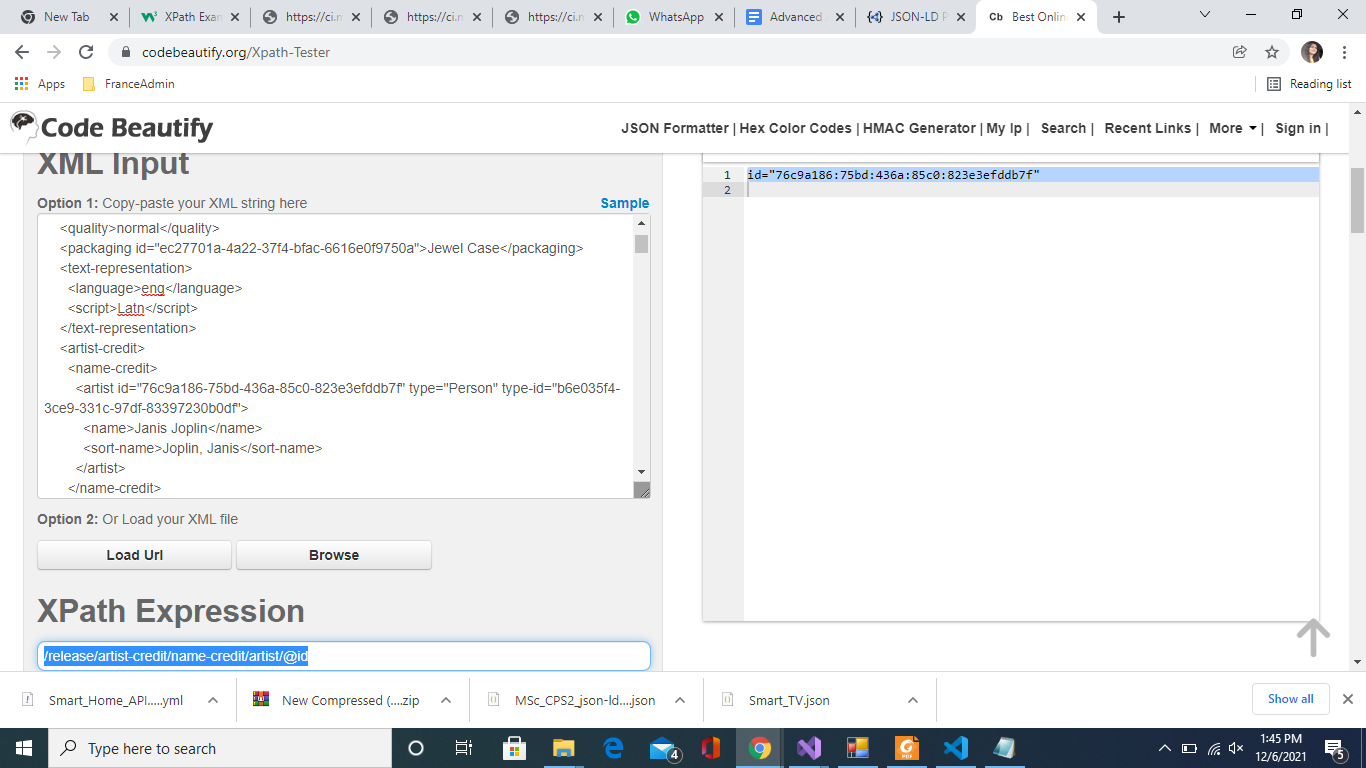 New Tab
XPath Exam
https://ci.m
https://ci.m
https://ci.m
WhatsApp
Advanced
JSON-LD P
Cb Best Onlin
codebeautify.org/Xpath-Tester
Apps
FranceAdmin
Reading list
Code Beautify
JSON Formatter | Hex Color Codes | HMAC Generator | My Ip | Search | Recent Links | More | Sign in |
XML Input
Option 1: Copy-paste your XML string here
Sample
<quality>normal</quality>
<packaging id="ec27701a-4a22-37f4-bfac-6616e0f9750a">Jewel Case</packaging>
<text-representation>
<language>eng</language>
<script>Latn</script>
</text-representation>
<artist-credit>
<name-credit>
<artist id="76c9a186-75bd-436a-85c0-823e3efddb7f" type="Person" type-id="b6e035f4-
3ce9-331c-97df-83397230b0df">
<name>Janis Joplin</name>
<sort-name>Joplin, Janis</sort-name>
</artist>
</name-credit>
1 id="76c9a186:75bd:436a:85c0:823e3efddb7f"
2
Option 2: Or Load your XML file
Load Url
Browse
XPath Expression
/release/artist-credit/name-credit/artist/@id
Smart_Home_API.....yml
New Compressed (....zip
MSc_CPS2_json-ld....json
Smart_TV.json
Show all
Type here to search
4
1:45 PM
12/6/2021
5